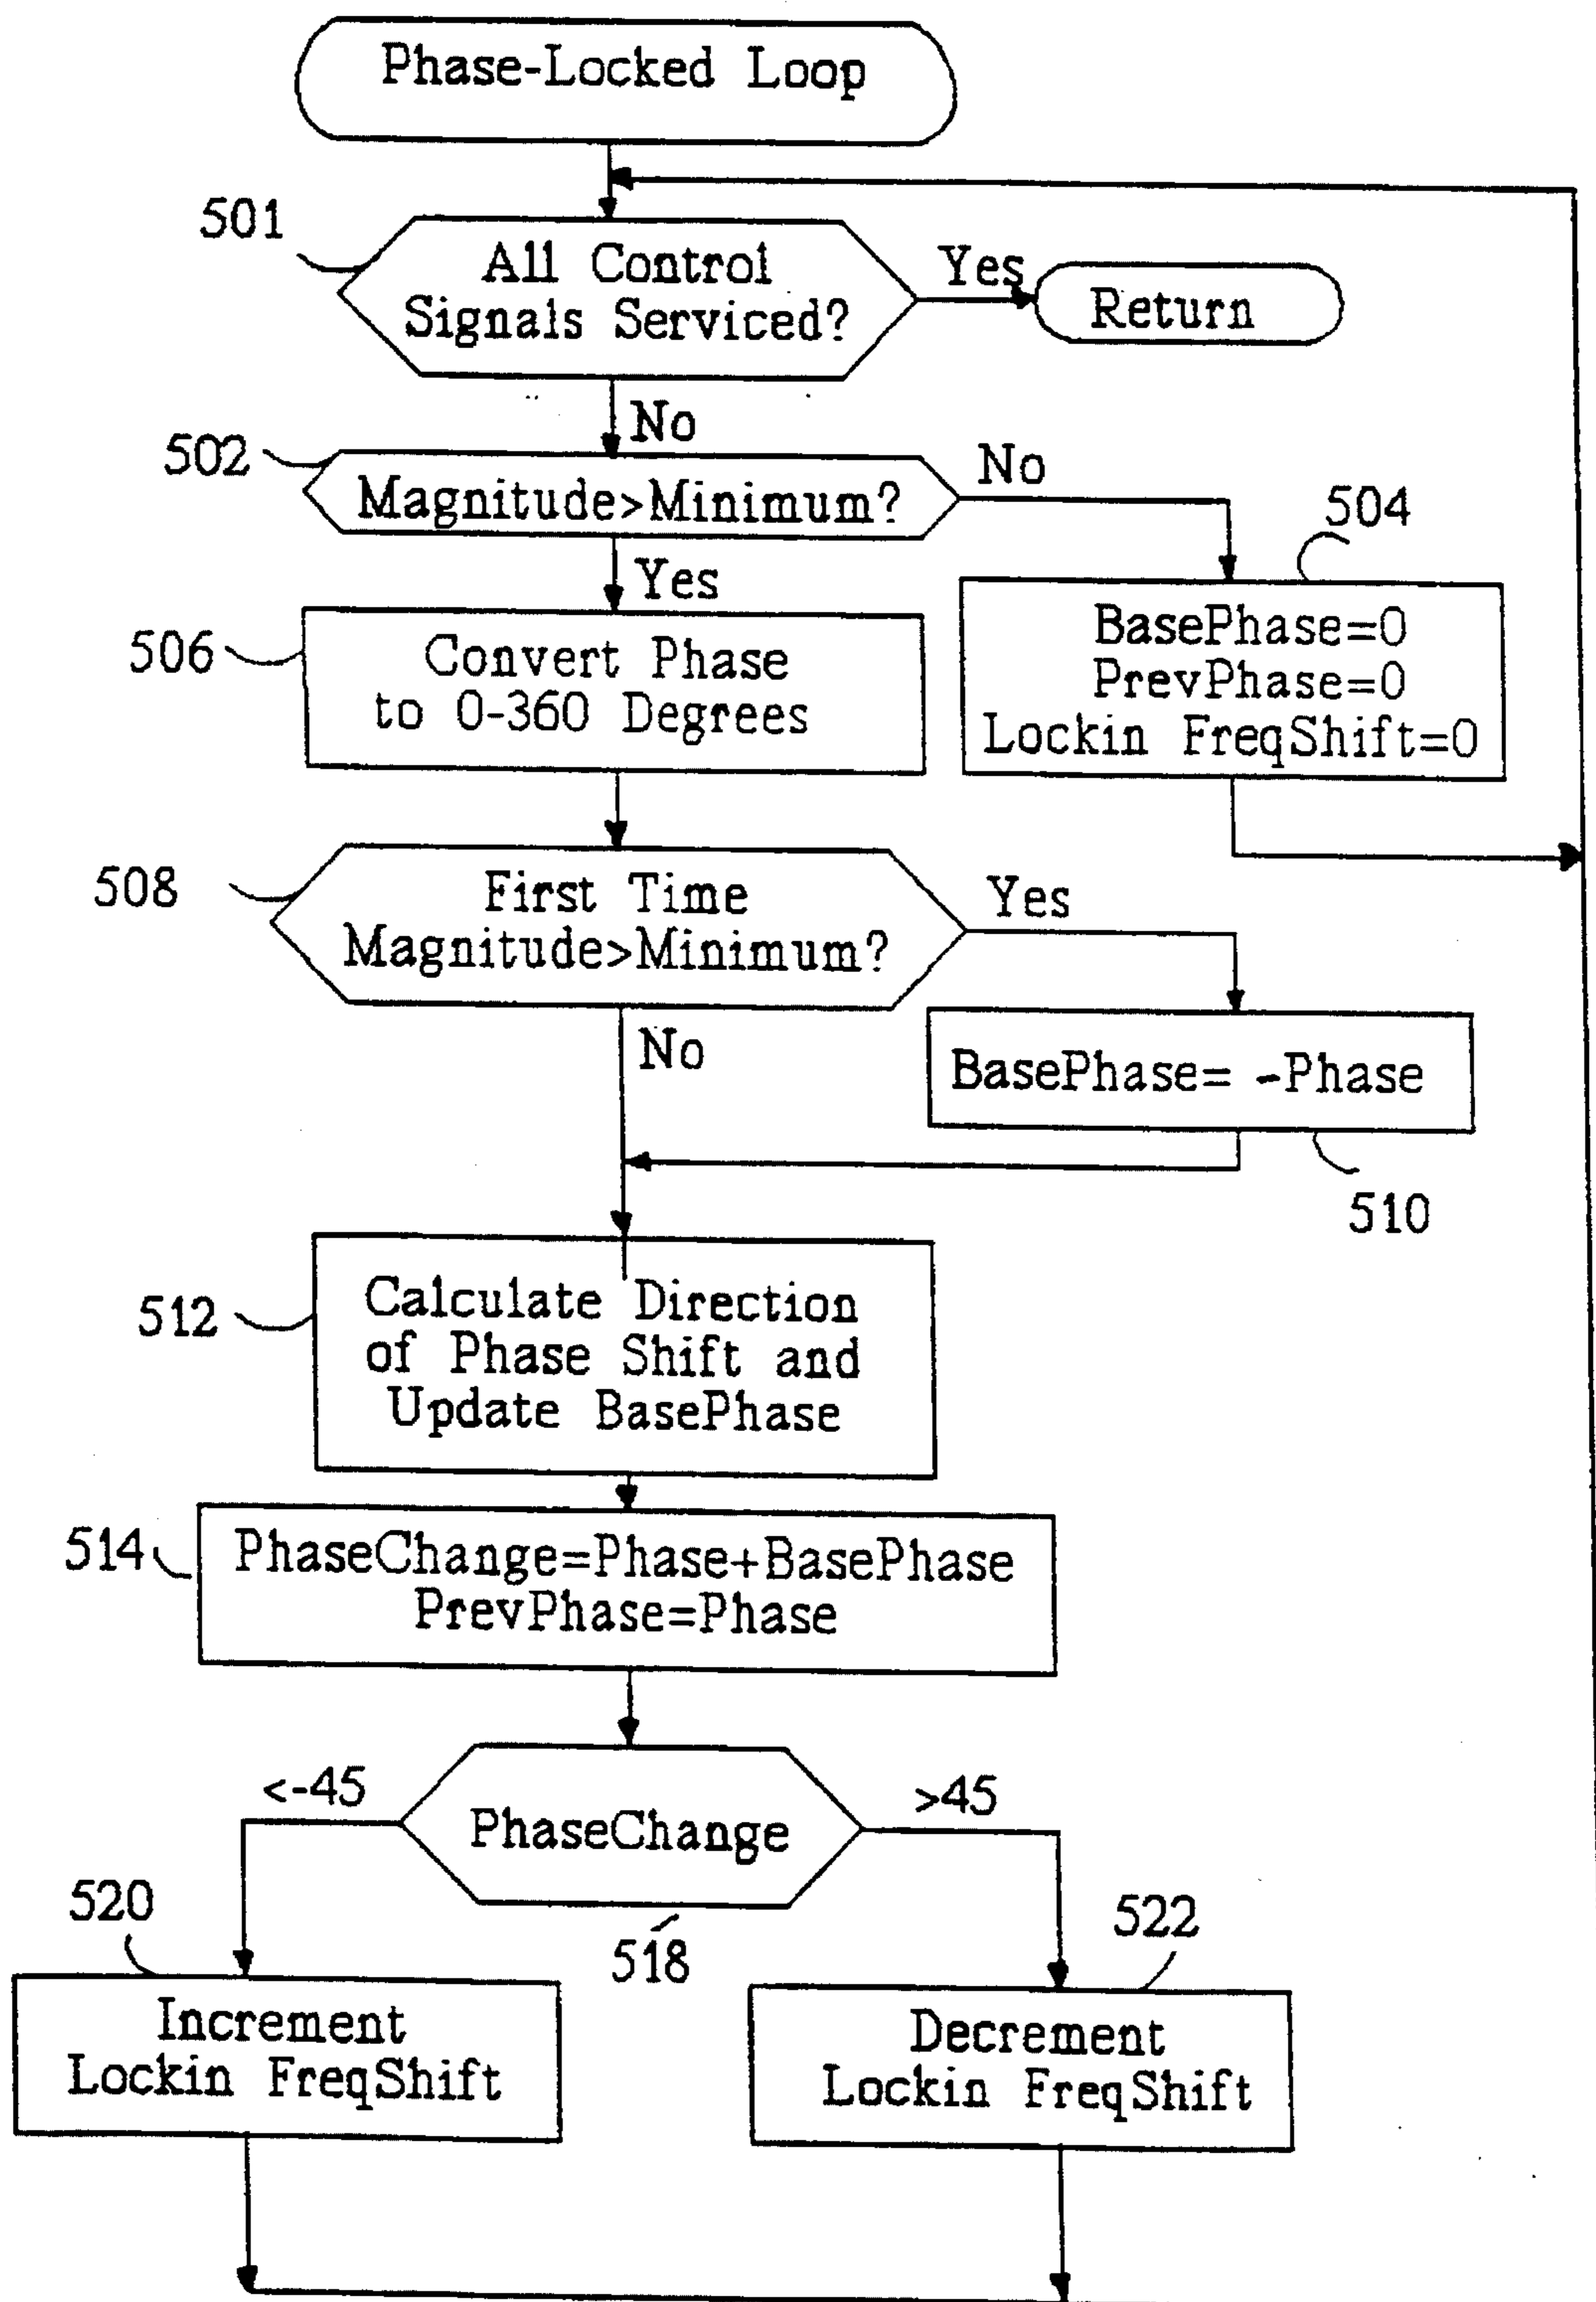 Phase-Locked Loop
501
All Control
Signals Serviced?
Yes
Return
No
502
Magnitude>Minimum?
No
504
Yes
BasePhase=0
PrevPhase=0
Lockin FreqShift=0
506
Convert Phase
to 0-360 Degrees
508
First Time
Magnitude>Minimum?
Yes
No
BasePhase= -Phase
510
512
Calculate Direction
of Phase Shift and
Update BasePhase
514
PhaseChange=Phase+BasePhase
PrevPhase=Phase
<-45
PhaseChange
>45
518
520
Increment
Lockin FreqShift
522
Decrement
Lockin FreqShift